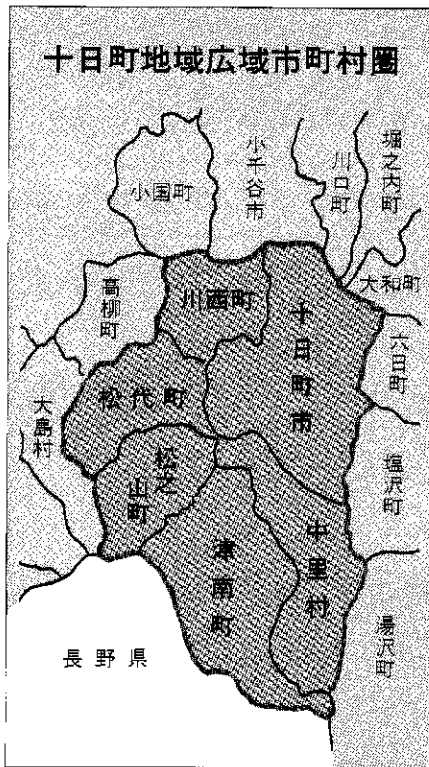 十日町地域広域市町村圏
小国町
小千谷市
川口町
堀之内町
高柳町
川西町
十日町市
大和町
六日町
松代町
大島村
松之山町
塩沢町
津南町
中里村
湯沢町
長野県